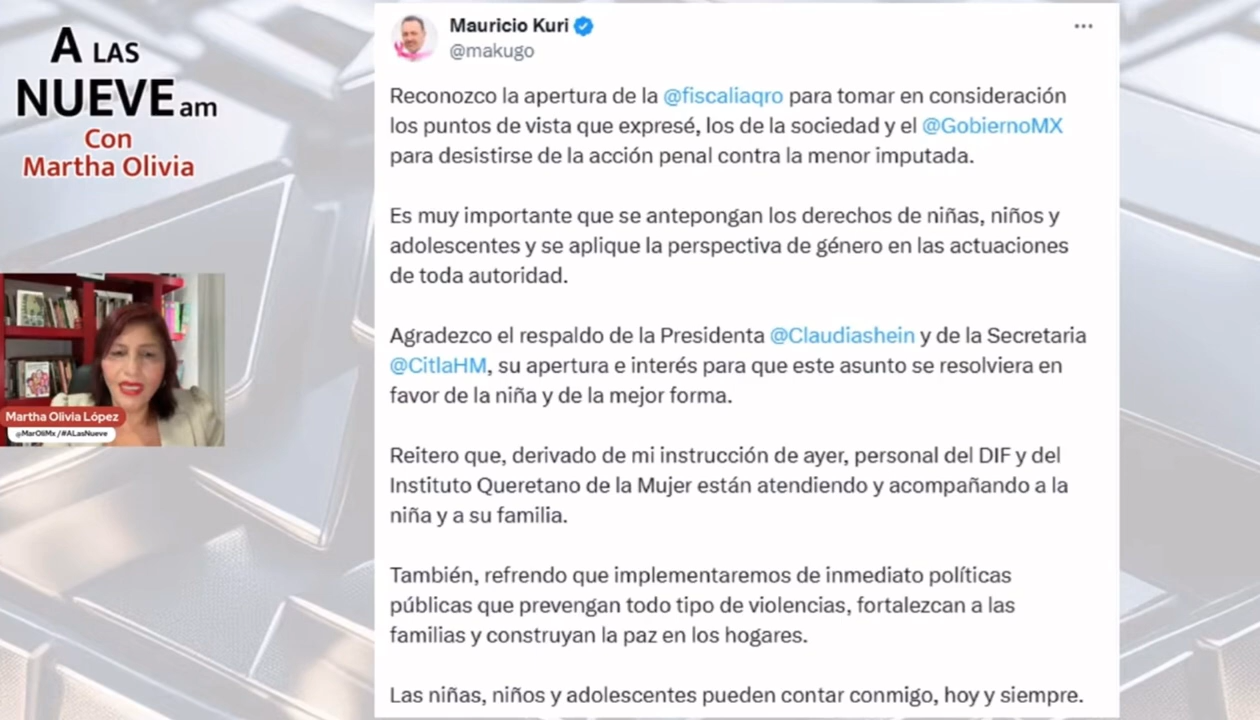 A LAS
NUEVE am
Con
Martha Olivia
Martha Olivia López
@MarOliMx /#ALasNueve
Mauricio Kuri
@makugo
Reconozco la apertura de la @fiscaliaqro para tomar en consideración
los puntos de vista que expresé, los de la sociedad y el @GobiernoMX
para desistirse de la acción penal contra la menor imputada.
Es muy importante que se antepongan los derechos de niñas, niños y
adolescentes y se aplique la perspectiva de género en las actuaciones
de toda autoridad.
Agradezco el respaldo de la Presidenta @Claudiashein y de la Secretaria
@CitlaHM, su apertura e interés para que este asunto se resolviera en
favor de la niña y de la mejor forma.
Reitero que, derivado de mi instrucción de ayer, personal del DIF y del
Instituto Queretano de la Mujer están atendiendo y acompañando a la
niña y a su familia.
También, refrendo que implementaremos de inmediato políticas
públicas que prevengan todo tipo de violencias, fortalezcan a las
familias y construyan la paz en los hogares.
Las niñas, niños y adolescentes pueden contar conmigo, hoy y siempre.